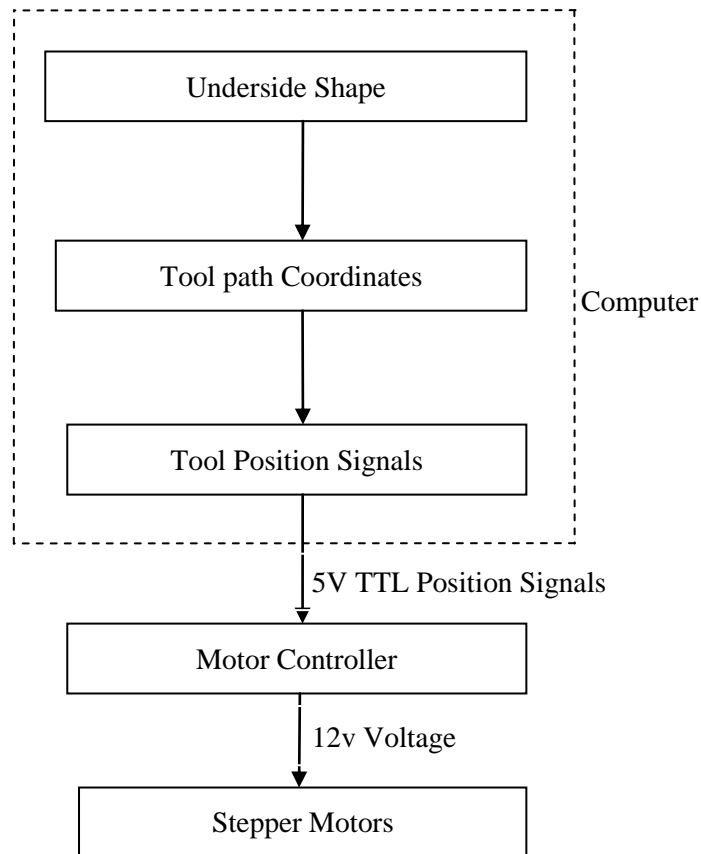 Underside Shape
Tool path Coordinates
Computer
Tool Position Signals
5V TTL Position Signals
Motor Controller
12v Voltage
Stepper Motors